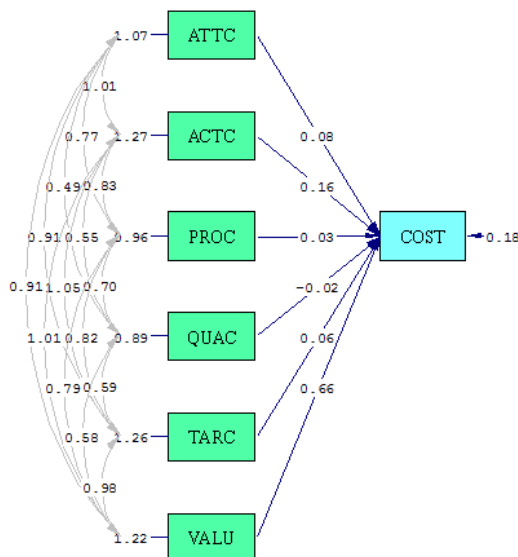 1.07 ATTC
1.01
0.77 1.27 ACTC 0.08
0.49 0.83 0.16
0.91 0.55 0.96 PROC 0.03 COST 0.18
0.91 1.05 0.70 -0.02
1.01 0.82 0.89 QUAC 0.06
0.79 0.59 0.66
0.58 1.26 TARC
0.98
1.22 VALU